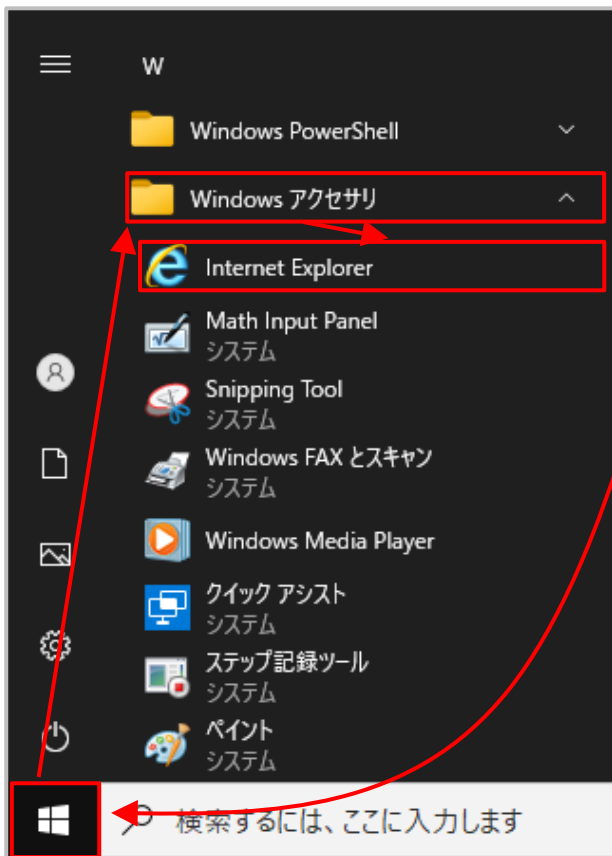 W
Windows PowerShell
Windows アクセサリ
Internet Explorer
Math Input Panel
システム
Snipping Tool
システム
Windows FAX とスキャン
システム
Windows Media Player
クイック アシスト
システム
ステップ記録ツール
システム
ペイント
システム
検索するには、ここに入力します